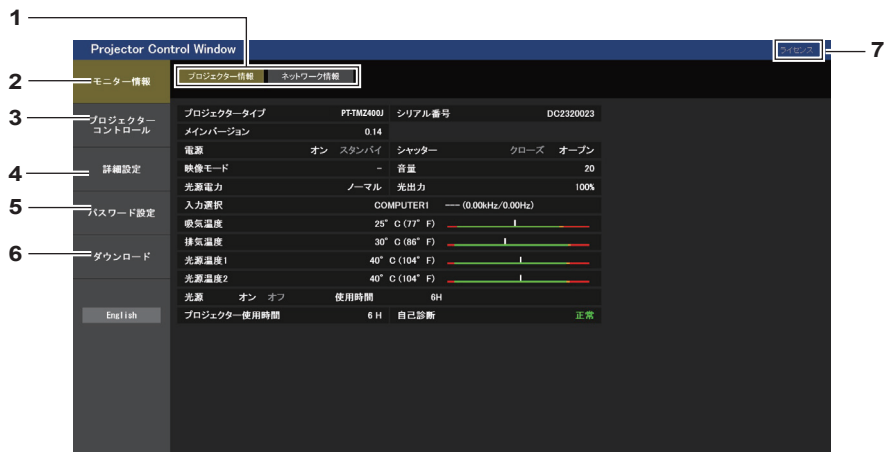 1
Projector Control Window
ライセンス
7
2
モニター情報
プロジェクター情報 ネットワーク情報
3
プロジェクター
コントロール
4
詳細設定
5
パスワード設定
6
ダウンロード
English
プロジェクタータイプ PT-TMZ400J シリアル番号 DC2320023
メインバージョン 0.14
電源 オン スタンバイ シャッター クローズ オープン
映像モード - 音量 20
光源電力 ノーマル 光出力 100%
入力選択 COMPUTER1 --- (0.00kHz/0.00Hz)
吸気温度 25° C (77° F)
排気温度 30° C (86° F)
光源温度1 40° C (104° F)
光源温度2 40° C (104° F)
光源 オン オフ 使用時間 6H
プロジェクター使用時間 6 H 自己診断 正常